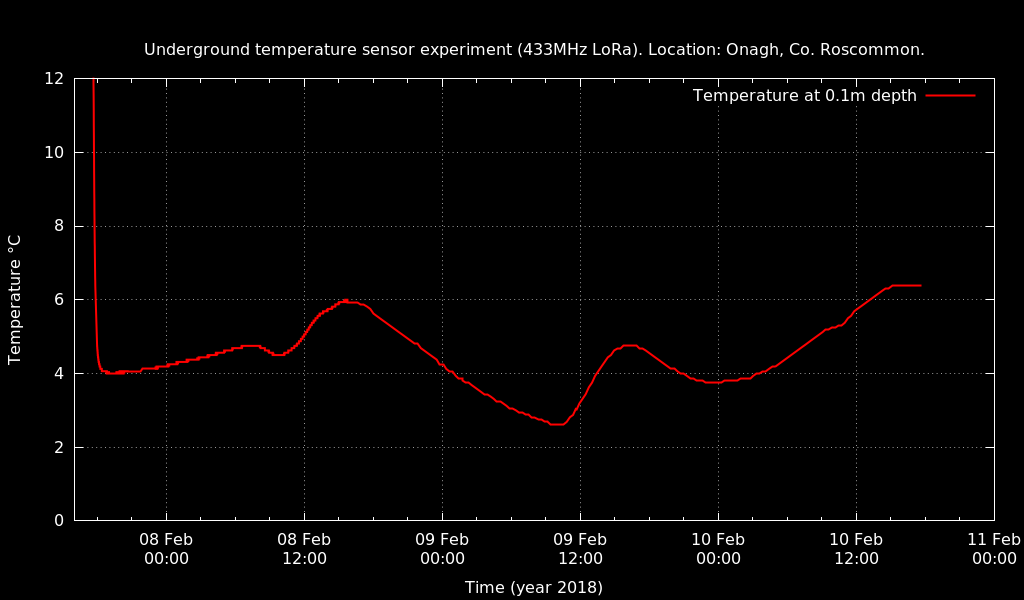 Underground temperature sensor experiment (433MHz LoRa). Location: Onagh, Co. Roscommon.
Temperature at 0.1m depth
12
10
8
6
4
2
0
Temperature °C
08 Feb 00:00
08 Feb 12:00
09 Feb 00:00
09 Feb 12:00
10 Feb 00:00
10 Feb 12:00
11 Feb 00:00
Time (year 2018)